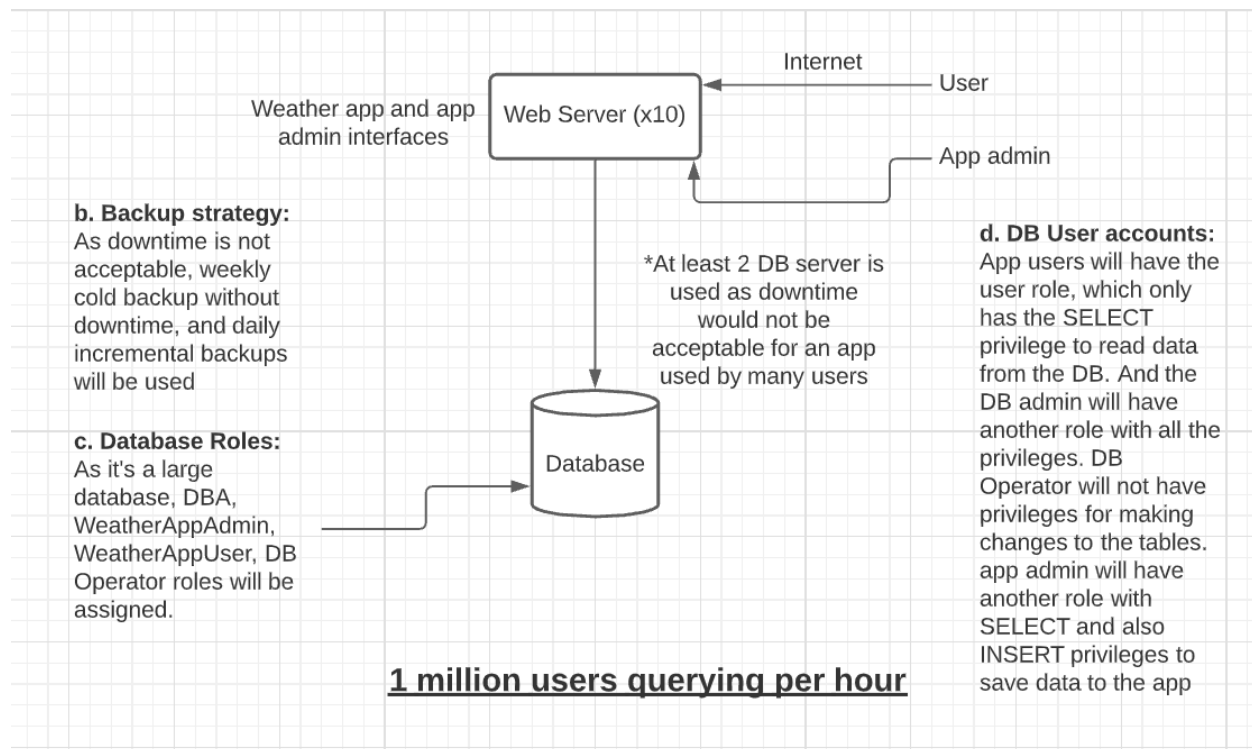 Internet
User
Weather app and app
admin interfaces
Web Server (x10)
App admin
b. Backup strategy:
As downtime is not
acceptable, weekly
cold backup without
downtime, and daily
incremental backups
will be used
*At least 2 DB server is
used as downtime
would not be
acceptable for an app
used by many users
d. DB User accounts:
App users will have the
user role, which only
has the SELECT
privilege to read data
from the DB. And the
DB admin will have
another role with all the
privileges. DB
Operator will not have
privileges for making
changes to the tables.
app admin will have
another role with
SELECT and also
INSERT privileges to
save data to the app
c. Database Roles:
As it's a large
database, DBA,
WeatherAppAdmin,
WeatherAppUser, DB
Operator roles will be
assigned.
Database
1 million users querying per hour